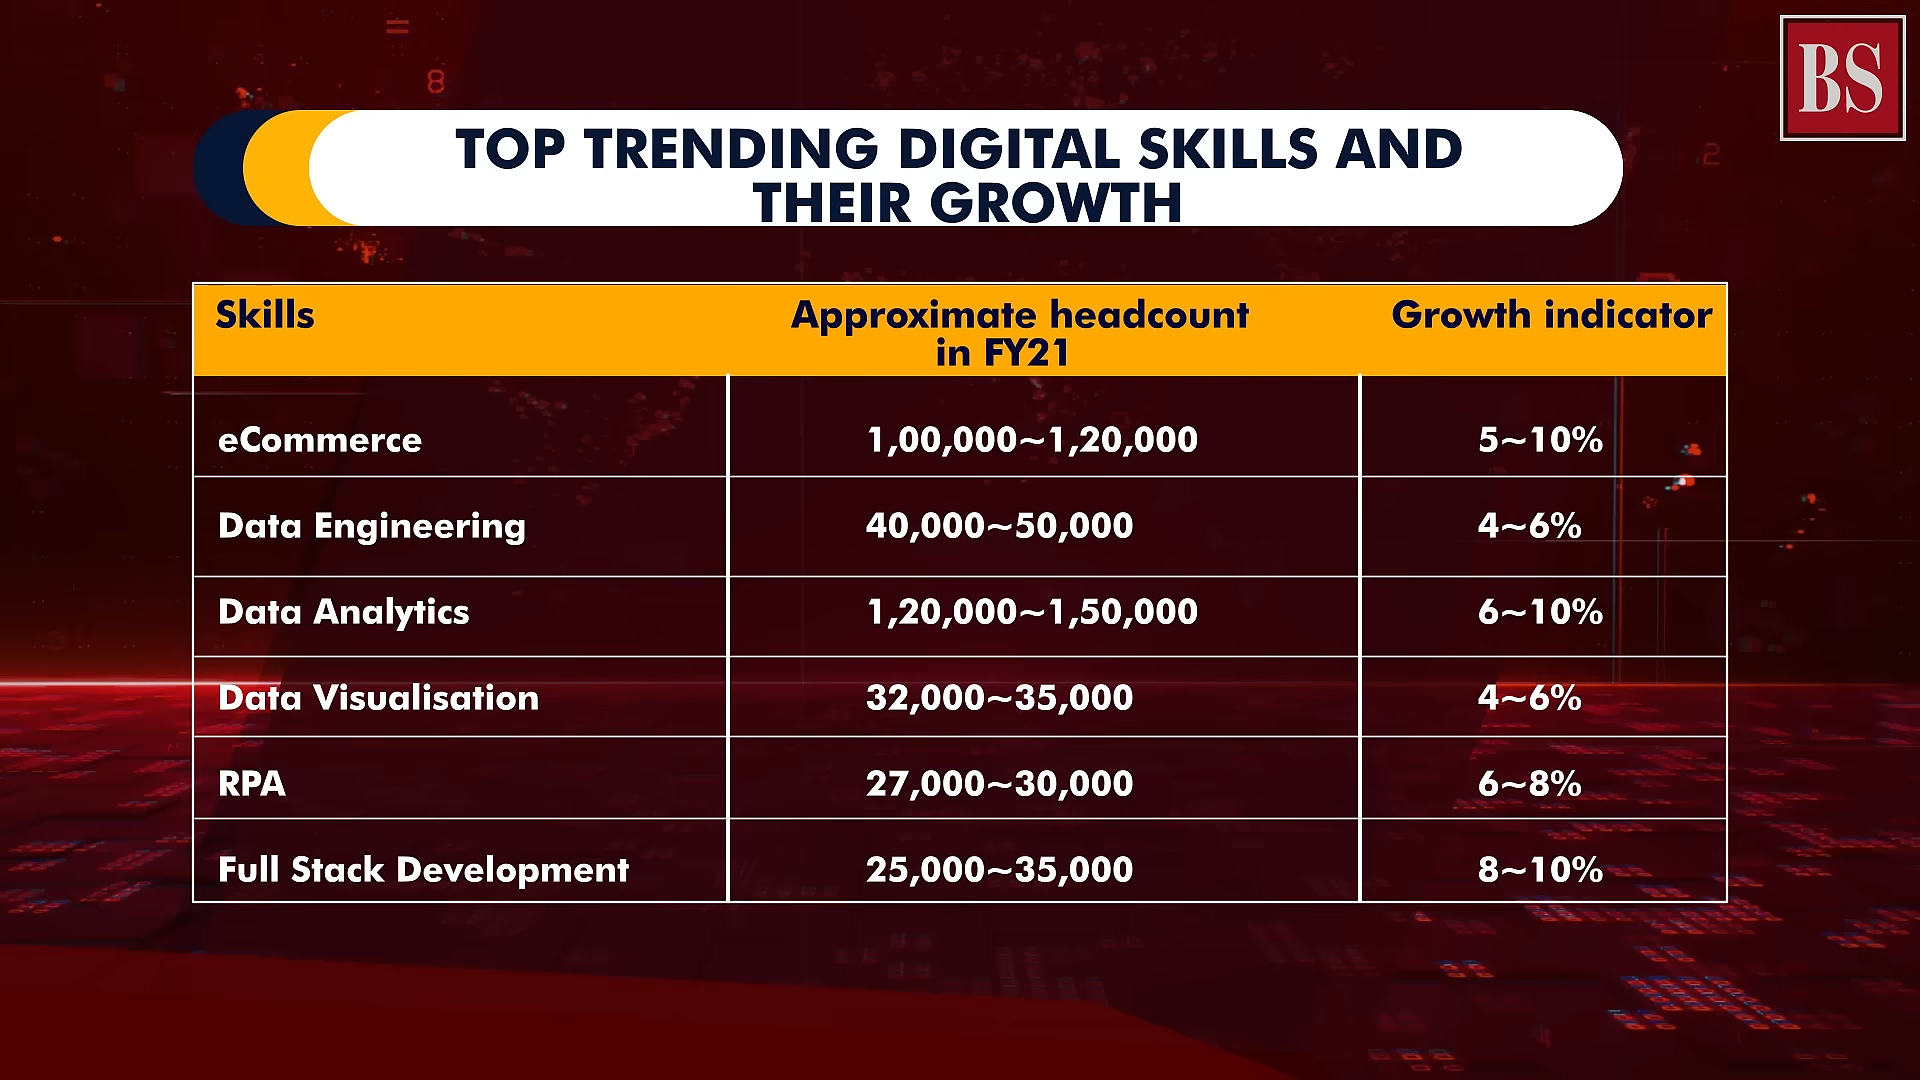 BS
TOP TRENDING DIGITAL SKILLS AND
THEIR GROWTH
Skills Approximate headcount Growth indicator
in FY21
eCommerce 1,00,000~1,20,000 5~10%
Data Engineering 40,000~50,000 4~6%
Data Analytics 1,20,000~1,50,000 6~10%
Data Visualisation 32,000~35,000 4~6%
RPA 27,000~30,000 6~8%
Full Stack Development 25,000~35,000 8~10%